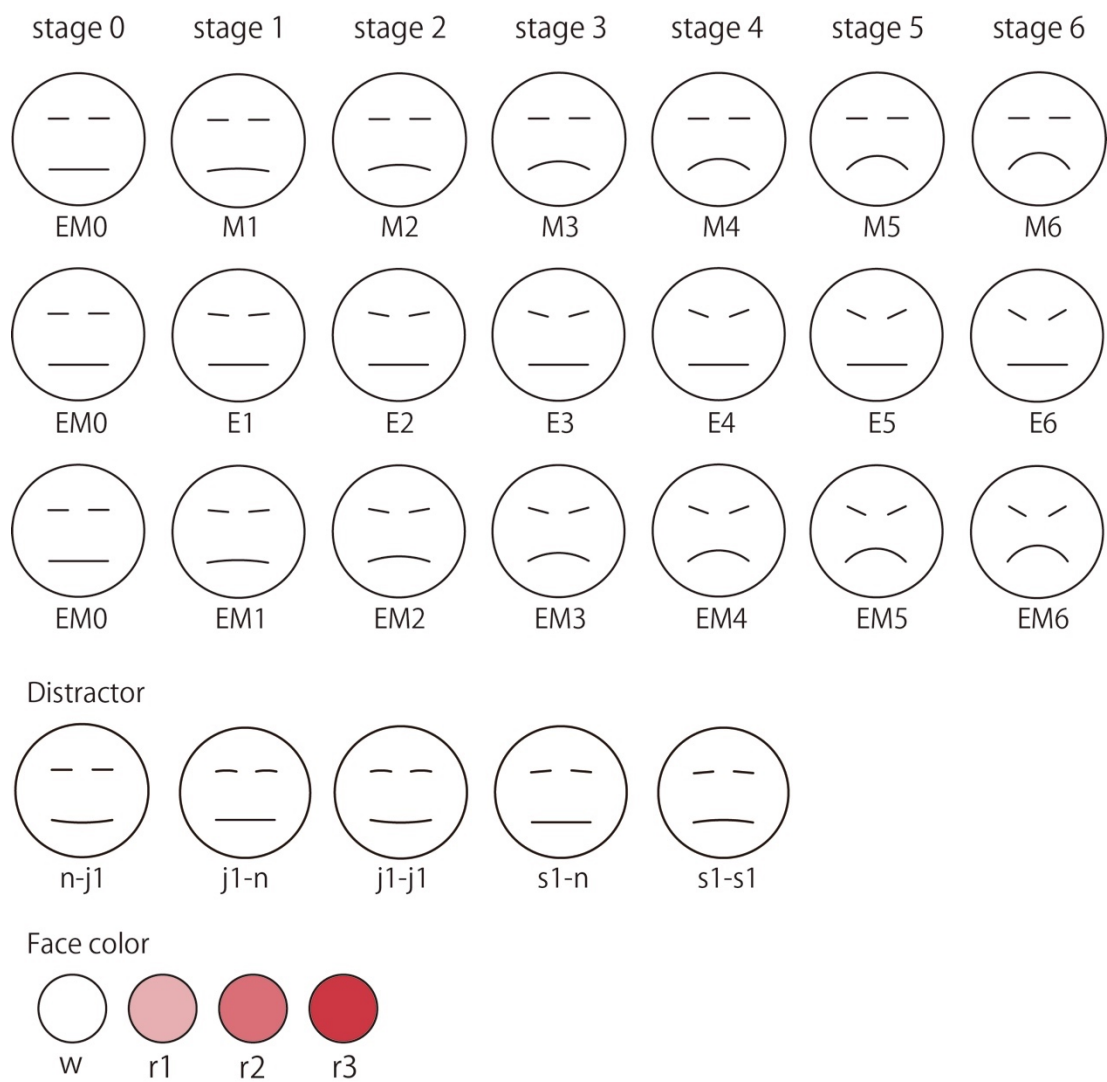 stage 0 stage 1 stage 2 stage 3 stage 4 stage 5 stage 6
EM0 M1 M2 M3 M4 M5 M6
EM0 E1 E2 E3 E4 E5 E6
EM0 EM1 EM2 EM3 EM4 EM5 EM6
Distractor
n-j1 j1-n j1-j1 s1-n s1-s1
Face color
w r1 r2 r3